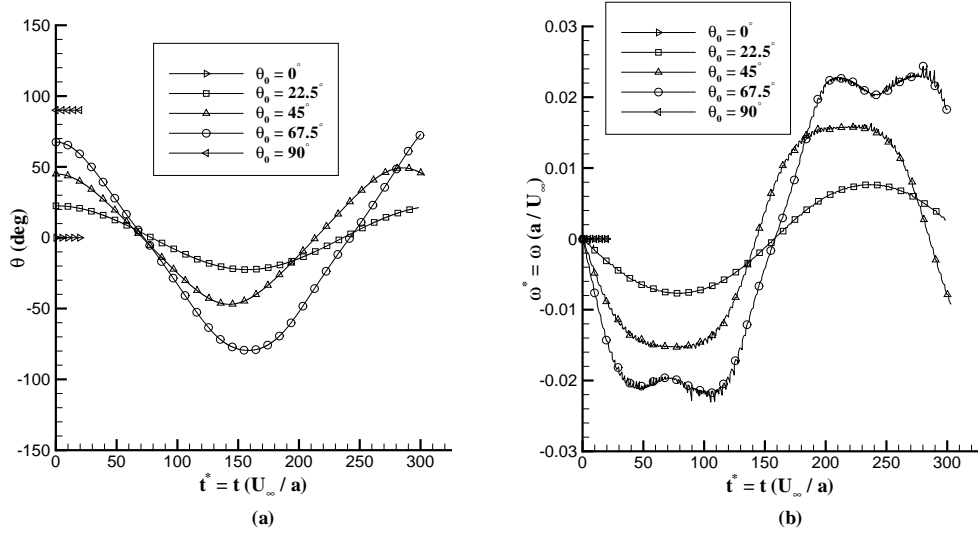 θ (deg)
150
100
50
0
-50
-100
-150
0 50 100 150 200 250 300
t* = t (U∞ / a)
θ₀ = 0°
θ₀ = 22.5°
θ₀ = 45°
θ₀ = 67.5°
θ₀ = 90°
(a)
ω* = ω (a / U∞)
0.03
0.02
0.01
0
-0.01
-0.02
-0.03
0 50 100 150 200 250 300
t* = t (U∞ / a)
θ₀ = 0°
θ₀ = 22.5°
θ₀ = 45°
θ₀ = 67.5°
θ₀ = 90°
(b)